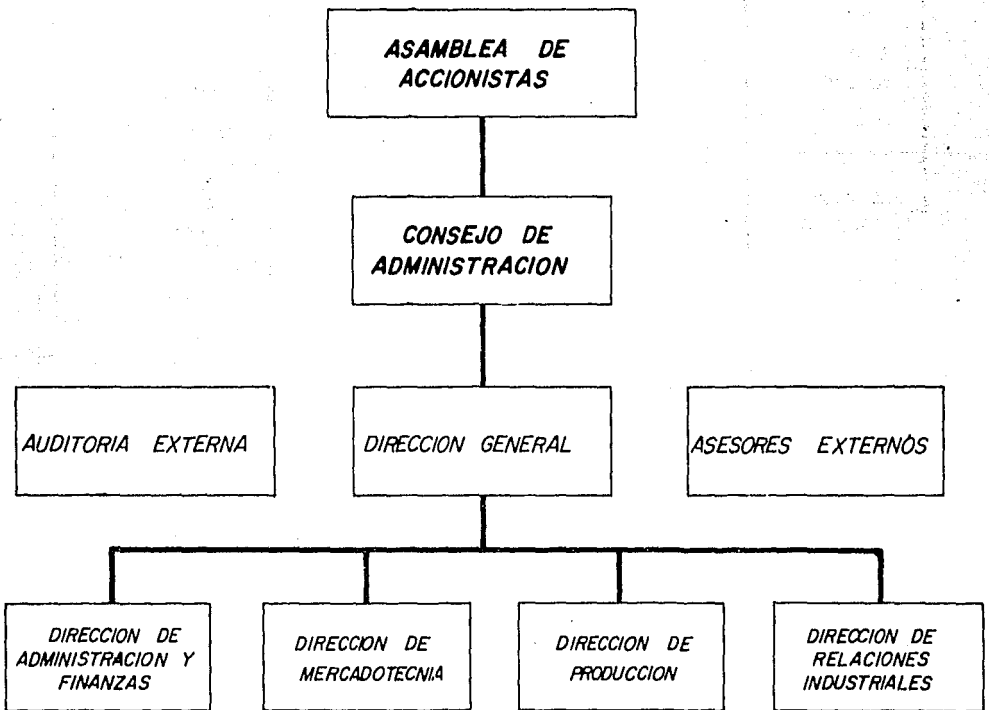 ASAMBLEA DE
ACCIONISTAS
CONSEJO DE
ADMINISTRACION
AUDITORIA EXTERNA
DIRECCION GENERAL
ASESORES EXTERNOS
DIRECCION DE
ADMINISTRACION Y
FINANZAS
DIRECCION DE
MERCADOTECNIA
DIRECCION DE
PRODUCCION
DIRECCION DE
RELACIONES
INDUSTRIALES